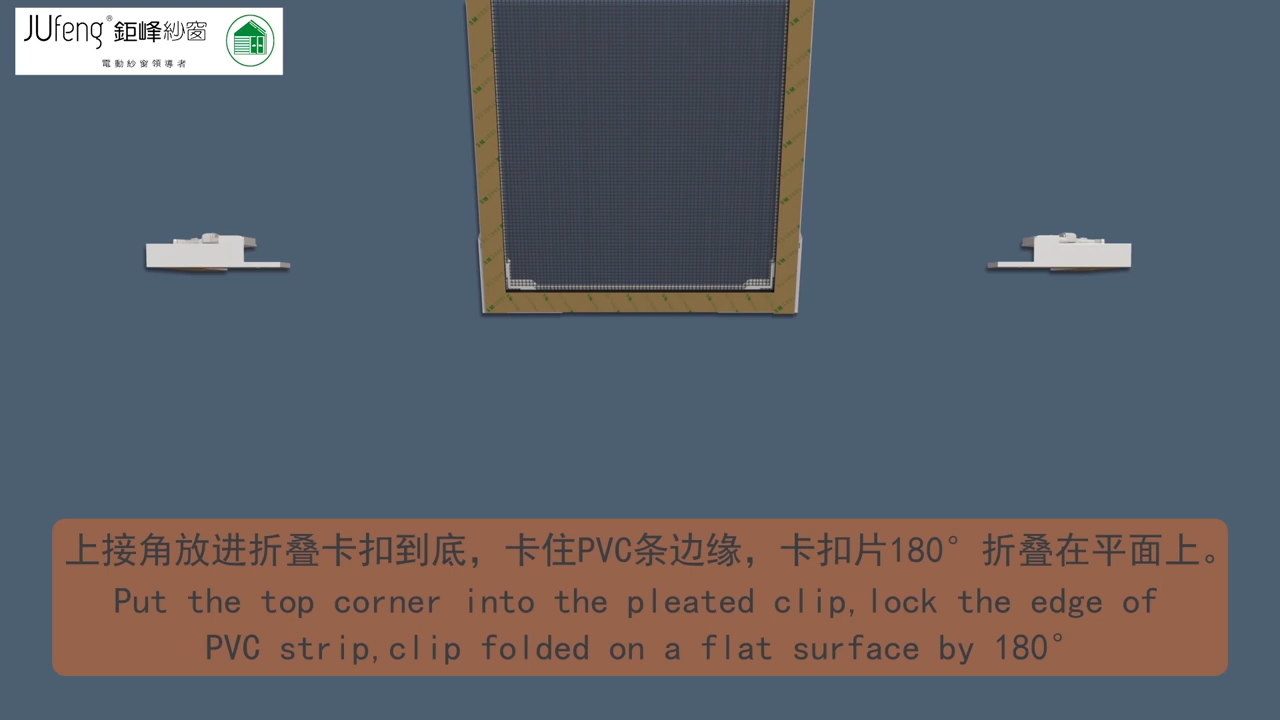 JUfeng® 鉅峰紗窗
電動紗窗領導者
上接角放进折叠卡扣到底，卡住PVC条边缘，卡扣片180°折叠在平面上。
Put the top corner into the pleated clip,lock the edge of
PVC strip,clip folded on a flat surface by 180°